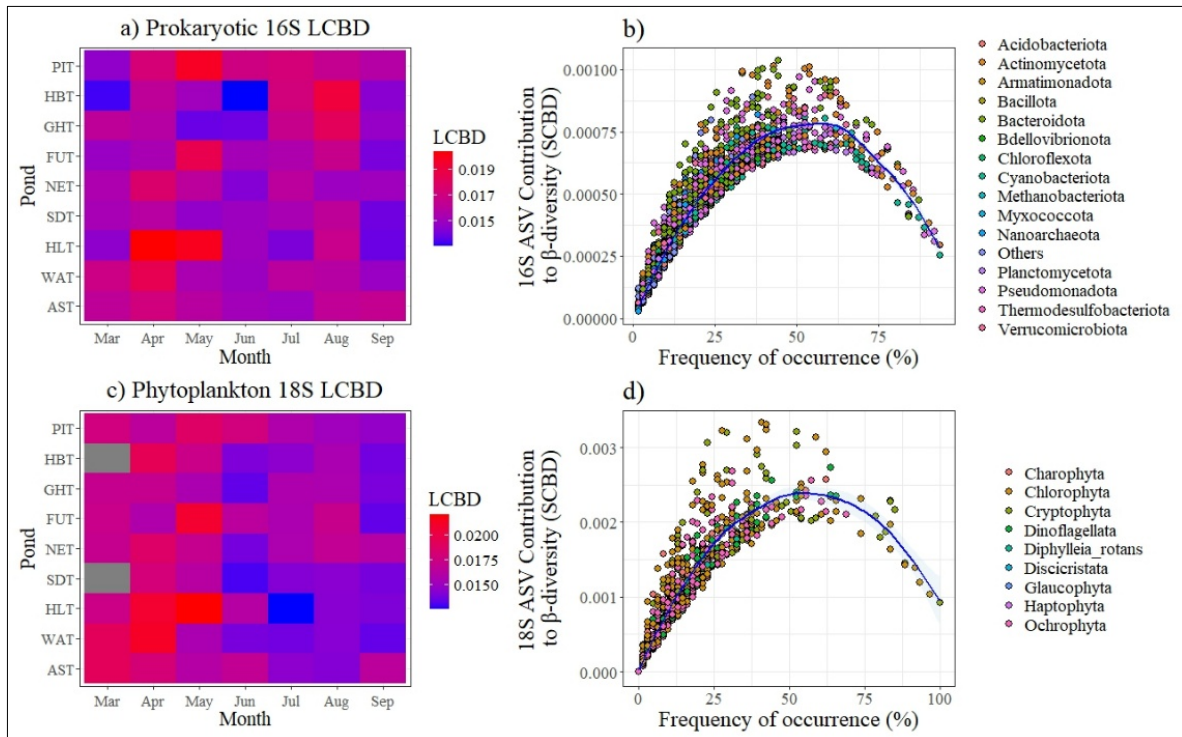 a) Prokaryotic 16S LCBD
Pond
PIT
HBT
GHT
FUT
NET
SDT
HLT
WAT
AST
Mar Apr May Jun Jul Aug Sep
Month
LCBD
0.019
0.017
0.015
b)
16S ASV Contribution
to β-diversity (SCBD)
0.00100
0.00075
0.00050
0.00025
0.00000
0 25 50 75
Frequency of occurrence (%)
Acidobacteriota
Actinomycetota
Armatimonadota
Bacillota
Bacteroidota
Bdellovibrionota
Chloroflexota
Cyanobacteriota
Methanobacteriota
Myxococcota
Nanoarchaeota
Others
Planctomycetota
Pseudomonadota
Thermodesulfobacteriota
Verrucomicrobiota
c) Phytoplankton 18S LCBD
Pond
PIT
HBT
GHT
FUT
NET
SDT
HLT
WAT
AST
Mar Apr May Jun Jul Aug Sep
Month
LCBD
0.0200
0.0175
0.0150
d)
18S ASV Contribution
to β-diversity (SCBD)
0.003
0.002
0.001
0.000
0 25 50 75 100
Frequency of occurrence (%)
Charophyta
Chlorophyta
Cryptophyta
Dinoflagellata
Diphylleia_rotans
Discicristata
Glaucophyta
Haptophyta
Ochrophyta